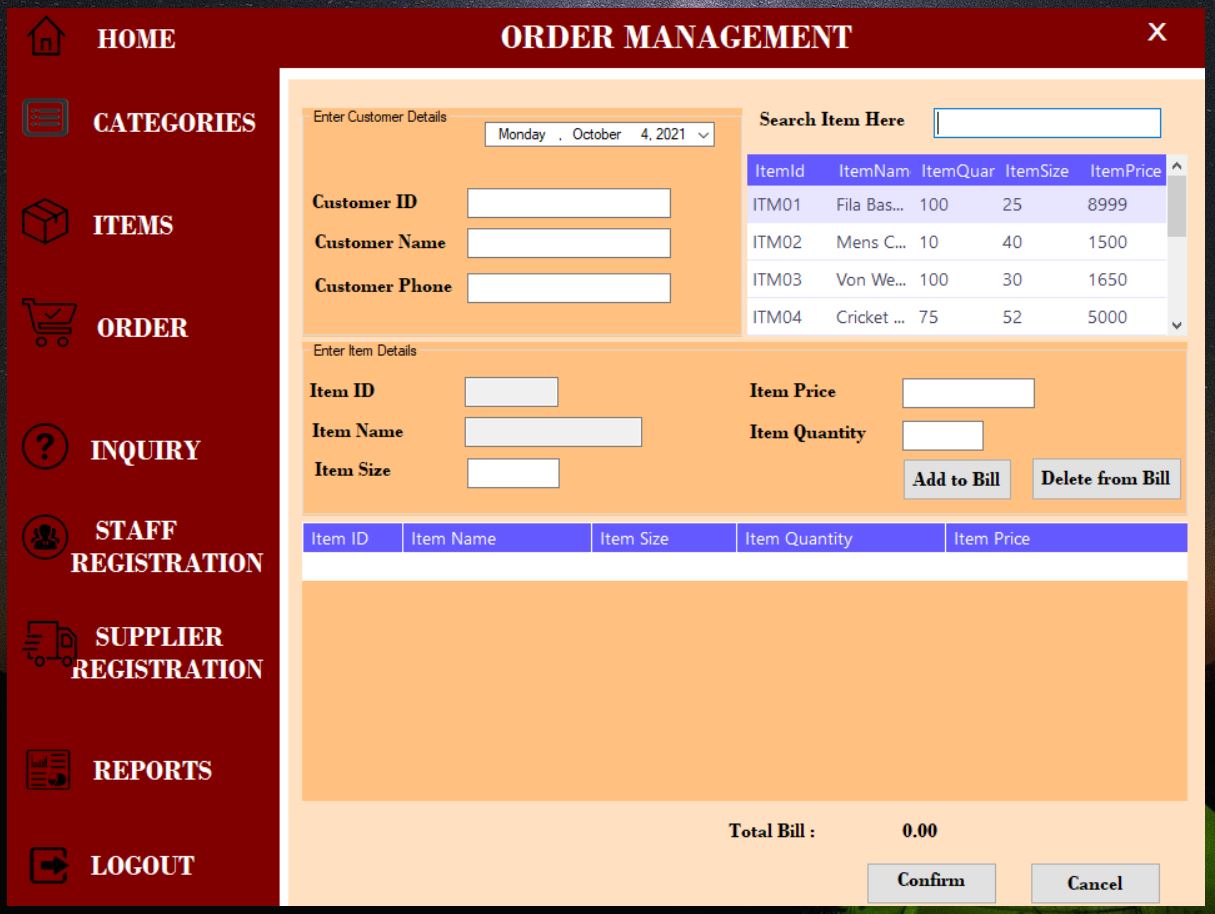 HOME
ORDER MANAGEMENT
X
CATEGORIES
ITEMS
ORDER
?
INQUIRY
STAFF
REGISTRATION
SUPPLIER
REGISTRATION
REPORTS
LOGOUT
Enter Customer Details
Monday , October 4, 2021
Customer ID
Customer Name
Customer Phone
Search Item Here
ItemId ItemNam ItemQuar ItemSize ItemPrice
ITM01 Fila Bas... 100 25 8999
ITM02 Mens C... 10 40 1500
ITM03 Von We... 100 30 1650
ITM04 Cricket ... 75 52 5000
Enter Item Details
Item ID
Item Name
Item Size
Item Price
Item Quantity
Add to Bill Delete from Bill
Item ID Item Name Item Size Item Quantity Item Price
Total Bill : 0.00
Confirm Cancel